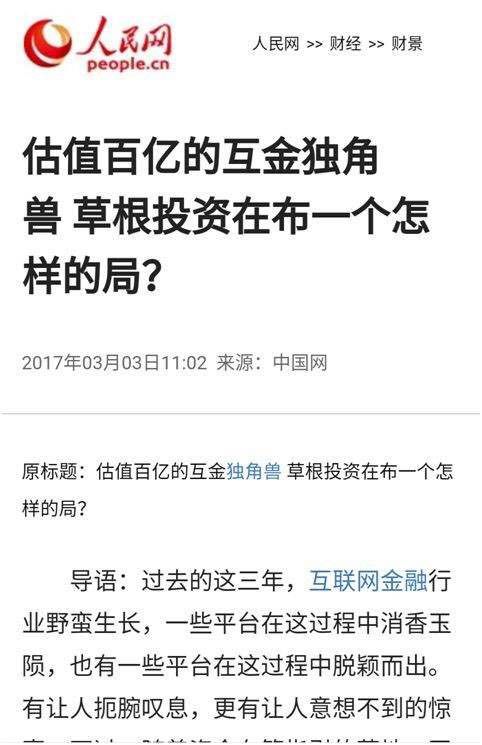 人民网
people.cn
人民网 >> 财经 >> 财景
估值百亿的互金独角
兽 草根投资在布一个怎
样的局?
2017年03月03日11:02 来源：中国网
原标题：估值百亿的互金独角兽 草根投资在布一个怎
样的局?
导语：过去的这三年，互联网金融行
业野蛮生长，一些平台在这过程中消香玉
陨，也有一些平台在这过程中脱颖而出。
有让人扼腕叹息，更有让人意想不到的惊